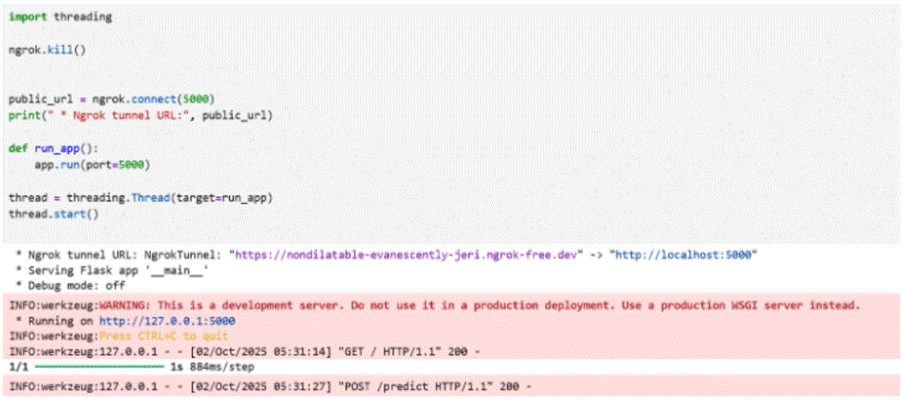 import threading
ngrok.kill()
public_url = ngrok.connect(5000)
print(" * Ngrok tunnel URL:", public_url)
def run_app():
    app.run(port=5000)
thread = threading.Thread(target=run_app)
thread.start()
 * Ngrok tunnel URL: NgrokTunnel: "https://nondilatable-evanescently-jeri.ngrok-free.dev" -> "http://localhost:5000"
 * Serving Flask app '__main__'
 * Debug mode: off
INFO:werkzeug:WARNING: This is a development server. Do not use it in a production deployment. Use a production WSGI server instead.
 * Running on http://127.0.0.1:5000
INFO:werkzeug:Press CTRL+C to quit
INFO:werkzeug:127.0.0.1 - - [02/Oct/2025 05:31:14] "GET / HTTP/1.1" 200 -
1/1 1s 884ms/step
INFO:werkzeug:127.0.0.1 - - [02/Oct/2025 05:31:27] "POST /predict HTTP/1.1" 200 -